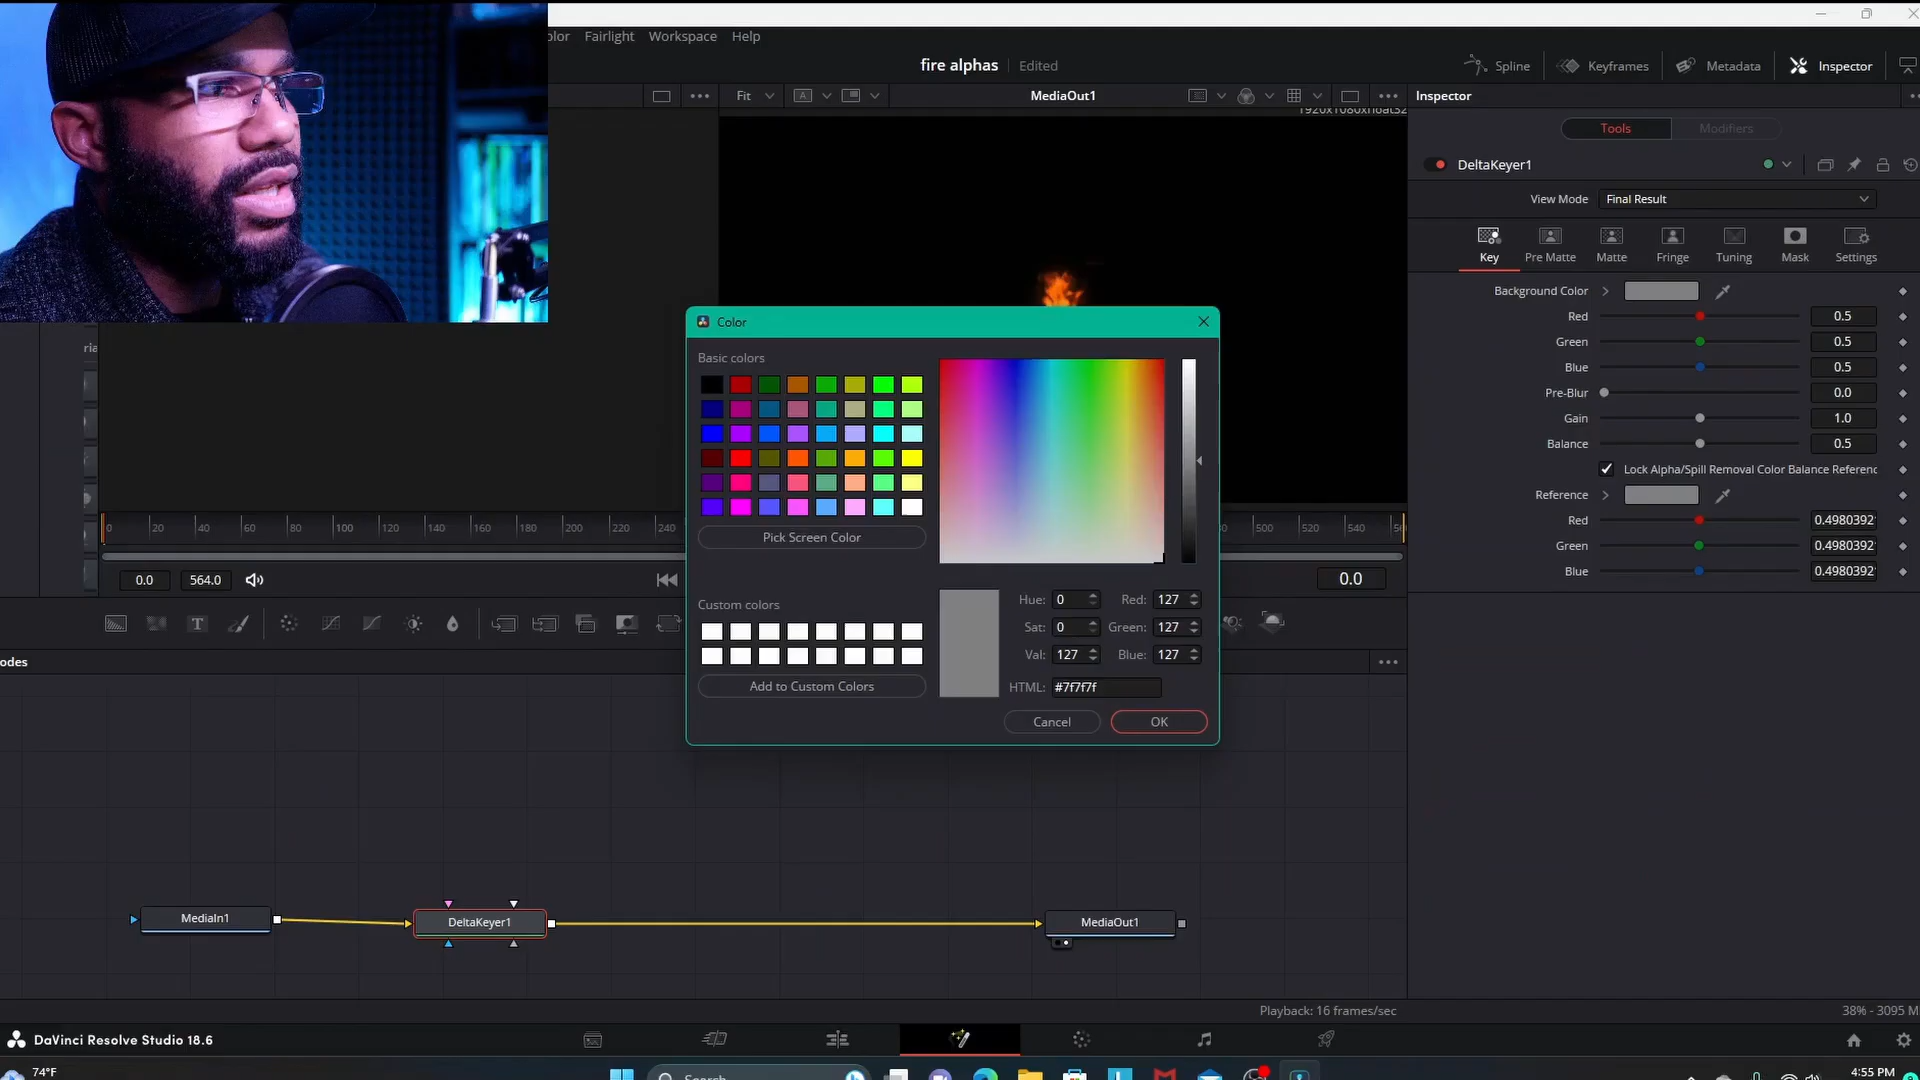 olor Fairlight Workspace Help
fire alphas Edited
Spline Keyframes Metadata Inspector
Fit A MediaOut1 Inspector
Tools Modifiers
DeltaKeyer1
View Mode Final Result
Key Pre Matte Matte Fringe Tuning Mask Settings
Background Color
Red 0.5
Green 0.5
Blue 0.5
Pre-Blur 0.0
Gain 1.0
Balance 0.5
Lock Alpha/Spill Removal Color Balance Referenc
Reference
Red 0.4980392
Green 0.4980392
Blue 0.4980392
Color
Basic colors
Pick Screen Color
Custom colors
Add to Custom Colors
Hue: 0 Red: 127
Sat: 0 Green: 127
Val: 127 Blue: 127
HTML: #7f7f7f
Cancel OK
ria
0 20 40 60 80 100 120 140 160 180 200 220 240 500 520 540
0.0 564.0 0.0
T
odes
MediaIn1 DeltaKeyer1 MediaOut1
Playback: 16 frames/sec 38% - 3095 M
DaVinci Resolve Studio 18.6
74°F
Search
4:55 PM